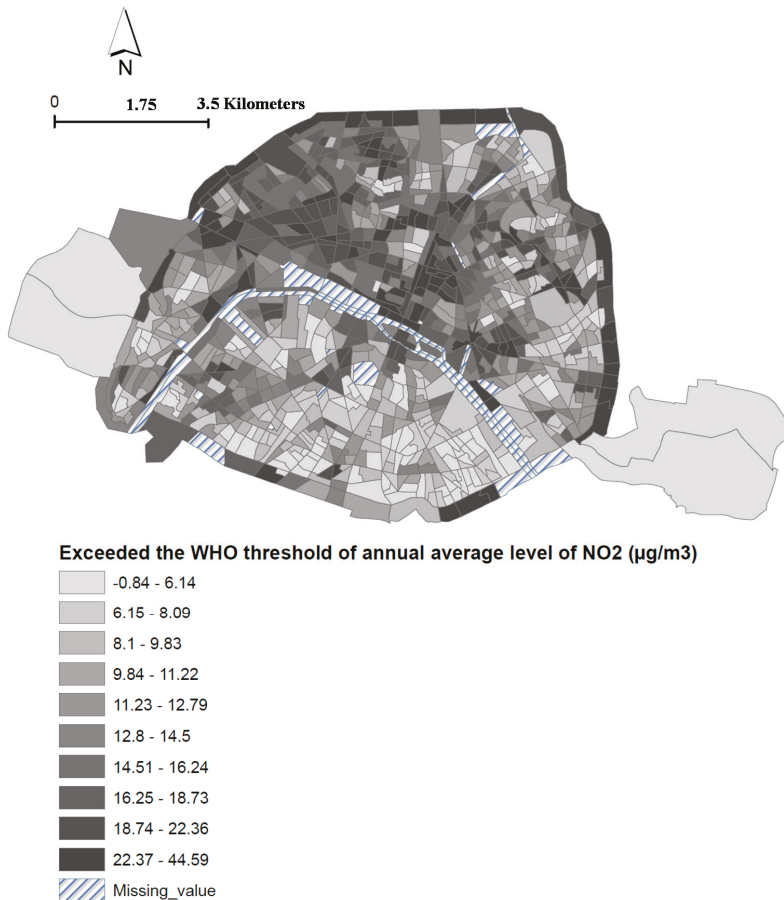 N
0 1.75 3.5 Kilometers
Exceeded the WHO threshold of annual average level of NO2 (µg/m3)
-0.84 - 6.14
6.15 - 8.09
8.1 - 9.83
9.84 - 11.22
11.23 - 12.79
12.8 - 14.5
14.51 - 16.24
16.25 - 18.73
18.74 - 22.36
22.37 - 44.59
Missing_value